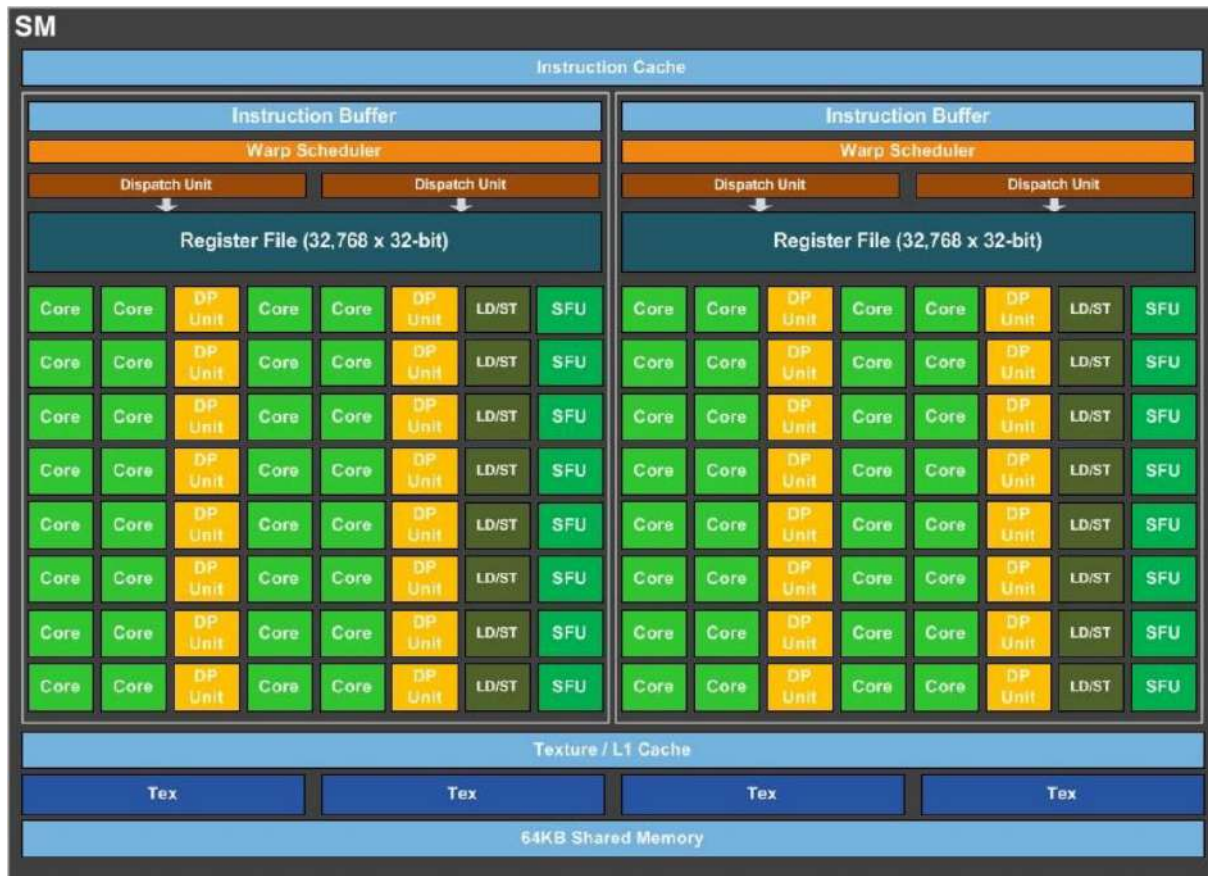 SM
Instruction Cache
Instruction Buffer Instruction Buffer
Warp Scheduler Warp Scheduler
Dispatch Unit Dispatch Unit Dispatch Unit Dispatch Unit
Register File (32,768 x 32-bit) Register File (32,768 x 32-bit)
Core Core DP Unit Core Core DP Unit LD/ST SFU Core Core DP Unit Core Core DP Unit LD/ST SFU
Core Core DP Unit Core Core DP Unit LD/ST SFU Core Core DP Unit Core Core DP Unit LD/ST SFU
Core Core DP Unit Core Core DP Unit LD/ST SFU Core Core DP Unit Core Core DP Unit LD/ST SFU
Core Core DP Unit Core Core DP Unit LD/ST SFU Core Core DP Unit Core Core DP Unit LD/ST SFU
Core Core DP Unit Core Core DP Unit LD/ST SFU Core Core DP Unit Core Core DP Unit LD/ST SFU
Core Core DP Unit Core Core DP Unit LD/ST SFU Core Core DP Unit Core Core DP Unit LD/ST SFU
Core Core DP Unit Core Core DP Unit LD/ST SFU Core Core DP Unit Core Core DP Unit LD/ST SFU
Core Core DP Unit Core Core DP Unit LD/ST SFU Core Core DP Unit Core Core DP Unit LD/ST SFU
Texture / L1 Cache
Tex Tex Tex Tex
64KB Shared Memory